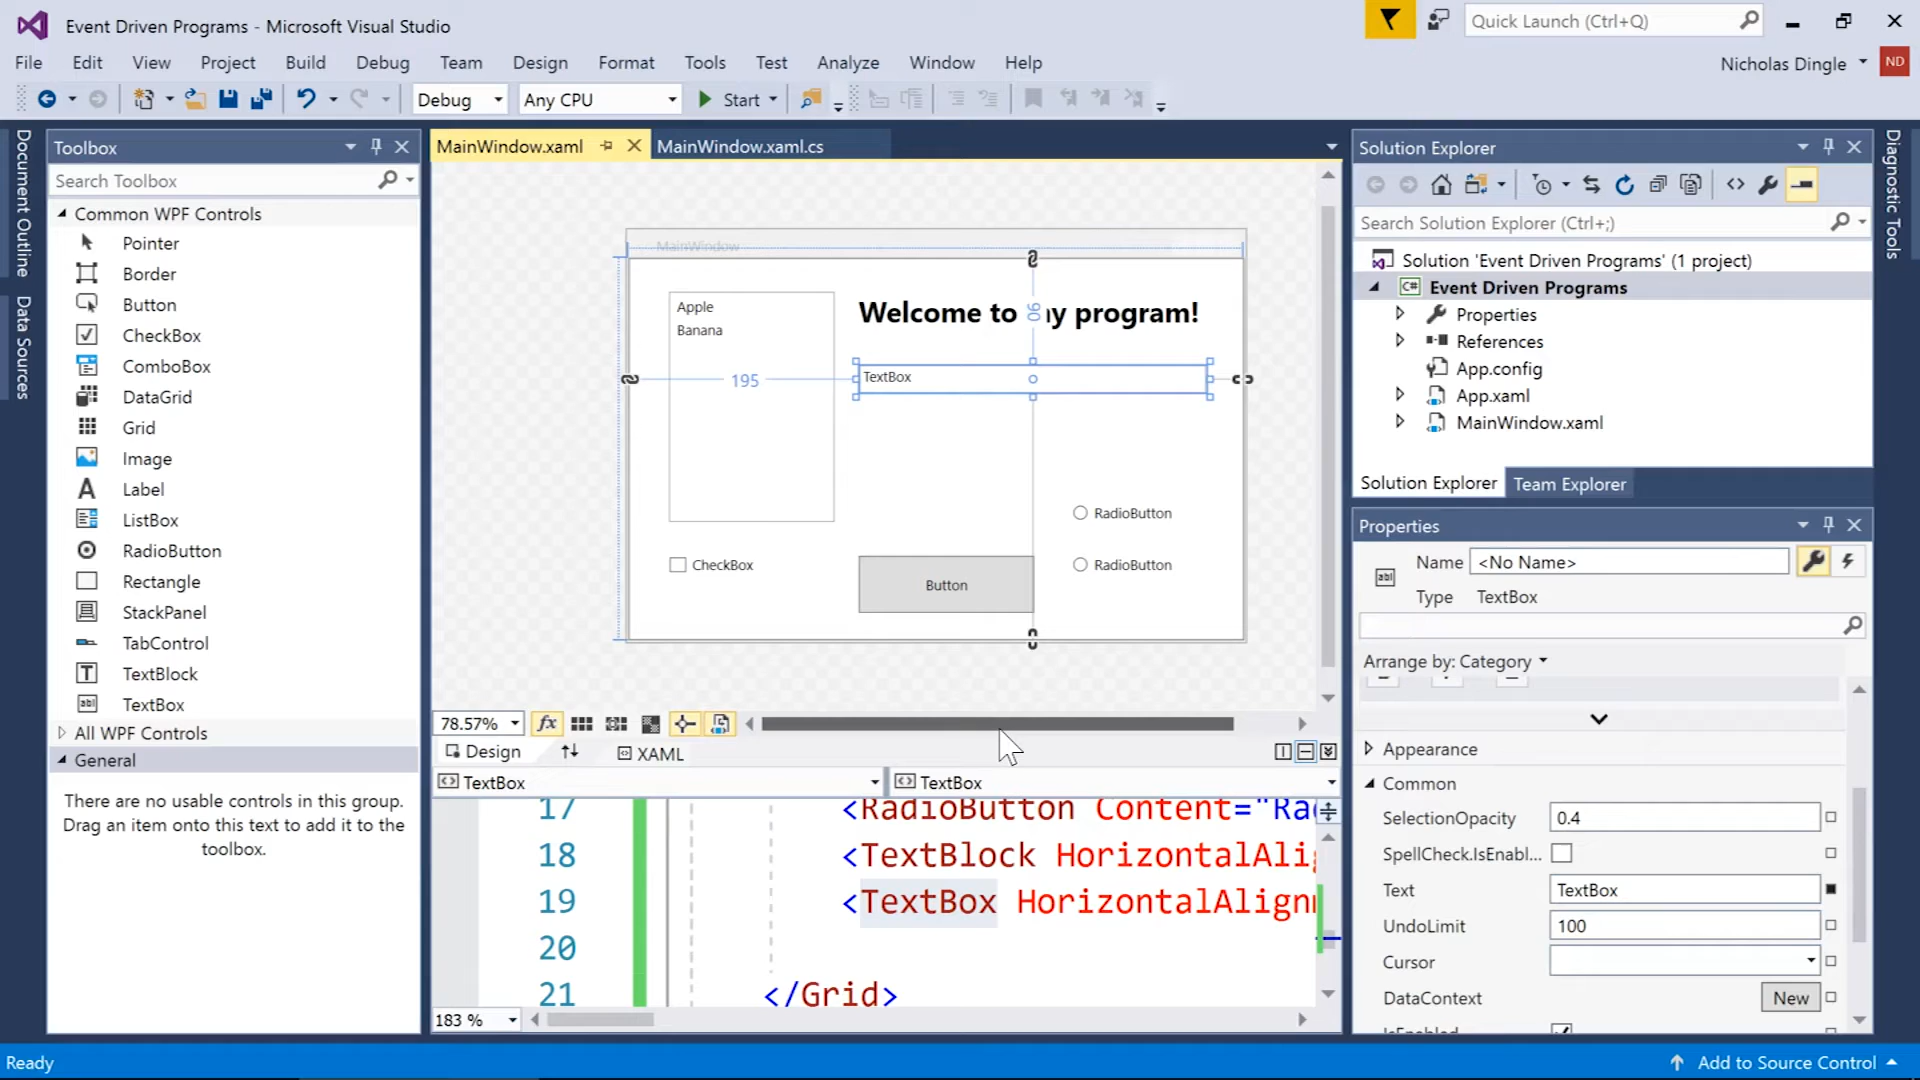 Event Driven Programs - Microsoft Visual Studio
Quick Launch (Ctrl+Q)
File Edit View Project Build Debug Team Design Format Tools Test Analyze Window Help
Nicholas Dingle ND
Debug Any CPU Start
Document Outline
Data Sources
Toolbox
Search Toolbox
Common WPF Controls
Pointer
Border
Button
CheckBox
ComboBox
DataGrid
Grid
Image
Label
ListBox
RadioButton
Rectangle
StackPanel
TabControl
TextBlock
TextBox
All WPF Controls
General
There are no usable controls in this group.
Drag an item onto this text to add it to the
toolbox.
MainWindow.xaml MainWindow.xaml.cs
MainWindow
Apple
Banana
Welcome to my program!
90
195
TextBox
RadioButton
CheckBox
Button
RadioButton
78.57%
Design XAML
TextBox TextBox
17 <RadioButton Content="Ra
18 <TextBlock HorizontalAli
19 <TextBox HorizontalAlign
20
21 </Grid>
183 %
Solution Explorer
Search Solution Explorer (Ctrl+;)
Solution 'Event Driven Programs' (1 project)
C# Event Driven Programs
Properties
References
App.config
App.xaml
MainWindow.xaml
Solution Explorer Team Explorer
Properties
Name <No Name>
Type TextBox
Arrange by: Category
Appearance
Common
SelectionOpacity 0.4
SpellCheck.IsEnabl...
Text TextBox
UndoLimit 100
Cursor
DataContext New
IsEnabled
Diagnostic Tools
Ready
Add to Source Control